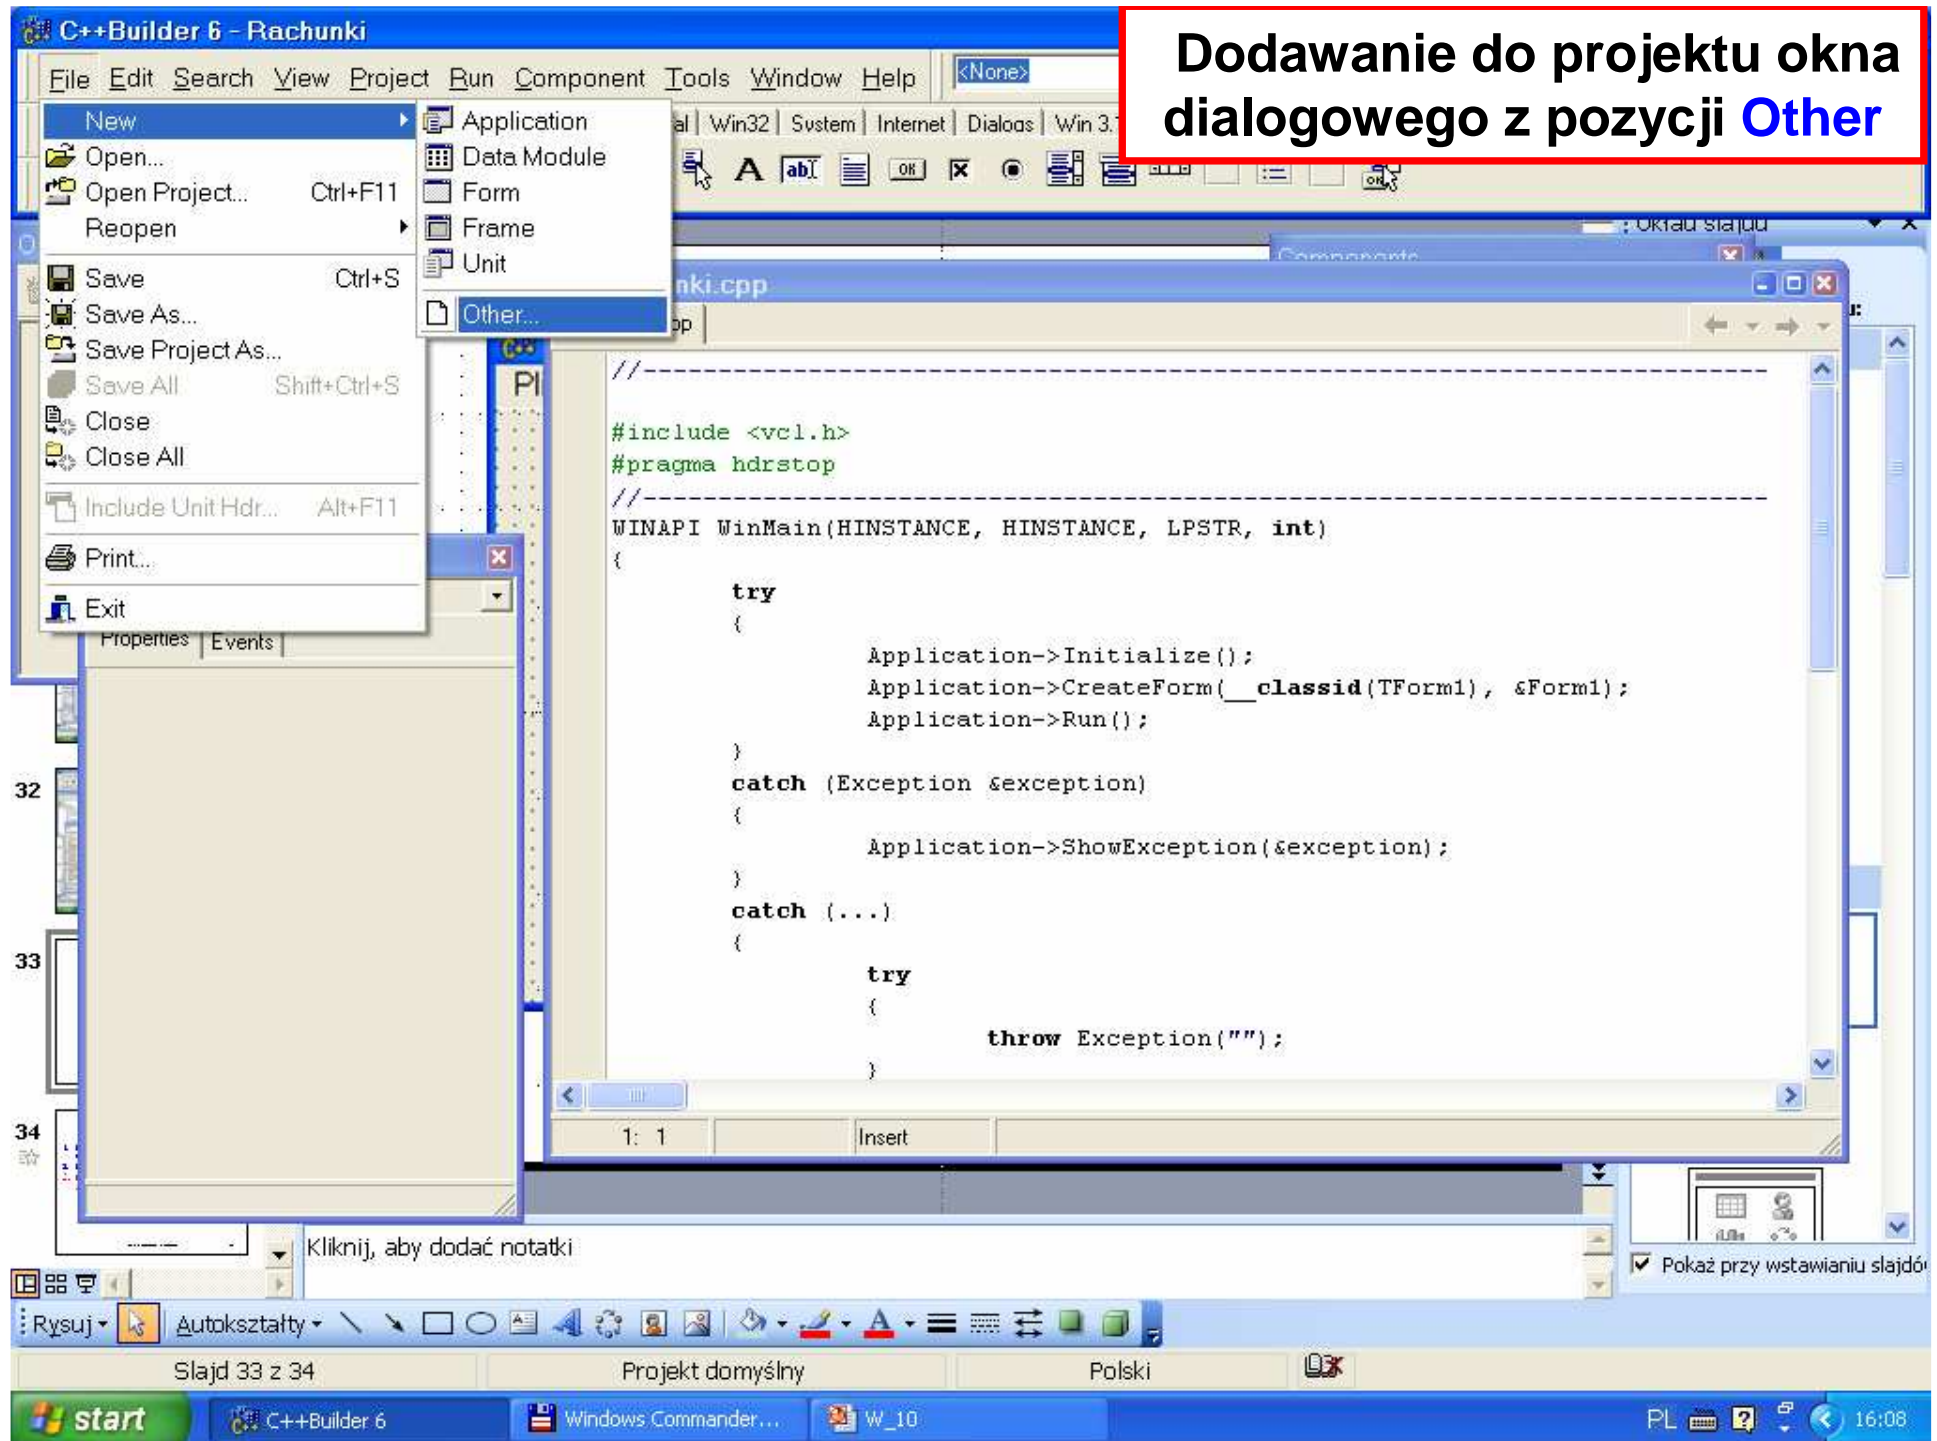 C++Builder 6 - Rachunki
Dodawanie do projektu okna
dialogowego z pozycji Other
File Edit Search View Project Run Component Tools Window Help
<None>
New
Open...
Open Project... Ctrl+F11
Reopen
Save Ctrl+S
Save As...
Save Project As...
Save All Shift+Ctrl+S
Close
Close All
Include Unit Hdr... Alt+F11
Print...
Exit
Application
Data Module
Form
Frame
Unit
Other...
Win32 System Internet Dialogs Win 3.
Components
//---------------------------------------------------------------------------
#include <vcl.h>
#pragma hdrstop
//---------------------------------------------------------------------------
WINAPI WinMain(HINSTANCE, HINSTANCE, LPSTR, int)
{
try
{
Application->Initialize();
Application->CreateForm(__classid(TForm1), &Form1);
Application->Run();
}
catch (Exception &exception)
{
Application->ShowException(&exception);
}
catch (...)
{
try
{
throw Exception("");
}
1: 1 Insert
Properties Events
32
33
34
Kliknij, aby dodać notatki
Pokaż przy wstawianiu slajdó
Rysuj Autokształty
Slajd 33 z 34 Projekt domyślny Polski
start C++Builder 6 Windows Commander... W_10 PL 16:08